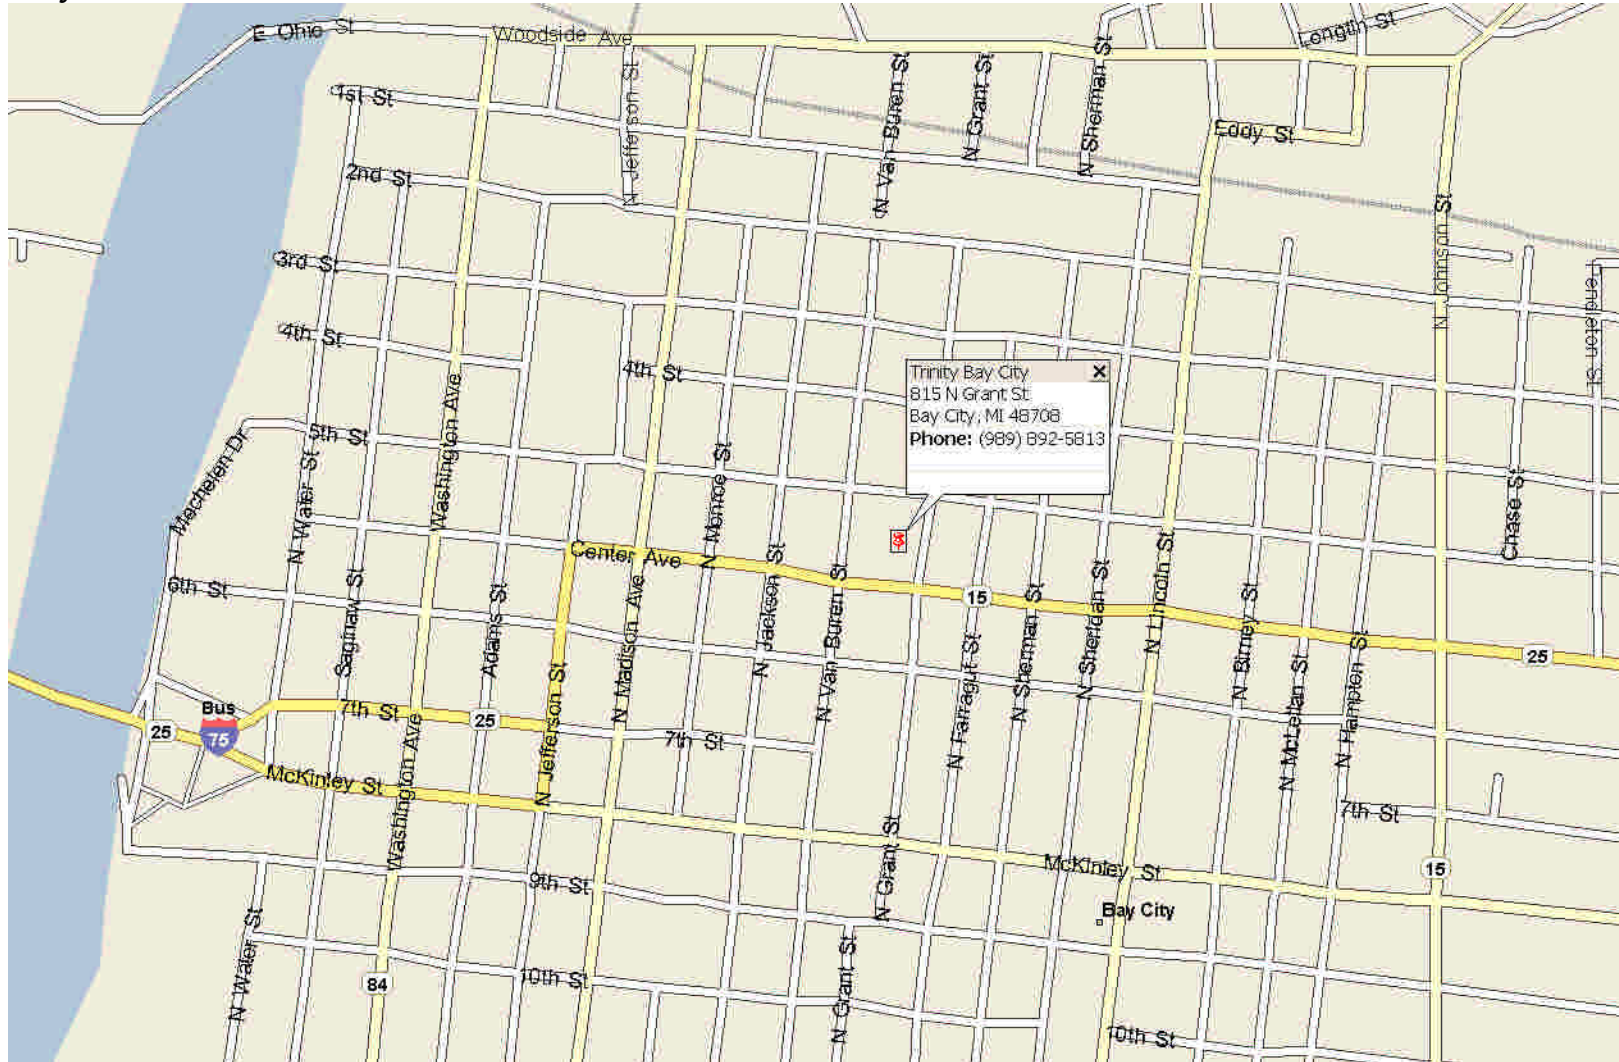 E Ohio St
Woodside Ave
Longtin St
1st St
N Jefferson St
N Van Buren St
N Grant St
N Sherman St
Eddy St
2nd St
N Johnson St
3rd St
Pendleton St
4th St
4th St
Trinity Bay City
815 N Grant St
Bay City, MI 48708
Phone: (989) 892-5813
Washington Ave
5th St
Mechelen Dr
N Water St
N Monroe St
Chase St
Center Ave
6th St
Saginaw St
Adams St
N Madison Ave
N Jackson St
N Van Buren St
15
N Farragut St
N Sherman St
N Sheridan St
N Lincoln St
N Birney St
N McLellan St
N Hampton St
25
N Jefferson St
7th St
25
7th St
Bus
75
25
Washington Ave
McKinley St
7th St
N Grant St
McKinley St
15
9th St
Bay City
N Water St
10th St
84
N Grant St
10th St